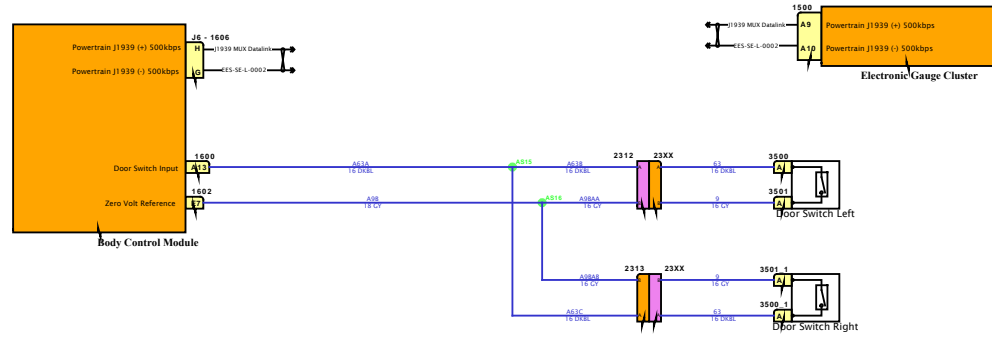 1500
Powertrain J1939 (+) 500kbps
J6 - 1606
H
J1939 MUX Datalink
J1939 MUX Datalink
A9
Powertrain J1939 (+) 500kbps
Powertrain J1939 (-) 500kbps
G
EES-SE-L-0002
EES-SE-L-0002
A10
Powertrain J1939 (-) 500kbps
Electronic Gauge Cluster
Door Switch Input
1600
A13
A63A
16 DKBL
AS15
A63B
16 DKBL
2312
23XX
63
16 DKBL
3500
A
Zero Volt Reference
1602
E7
A98
18 GY
AS16
A98AA
16 GY
9
16 GY
3501
A
Door Switch Left
Body Control Module
A98AB
16 GY
2313
23XX
9
16 GY
3501_1
A
A63C
16 DKBL
63
16 DKBL
3500_1
A
Door Switch Right